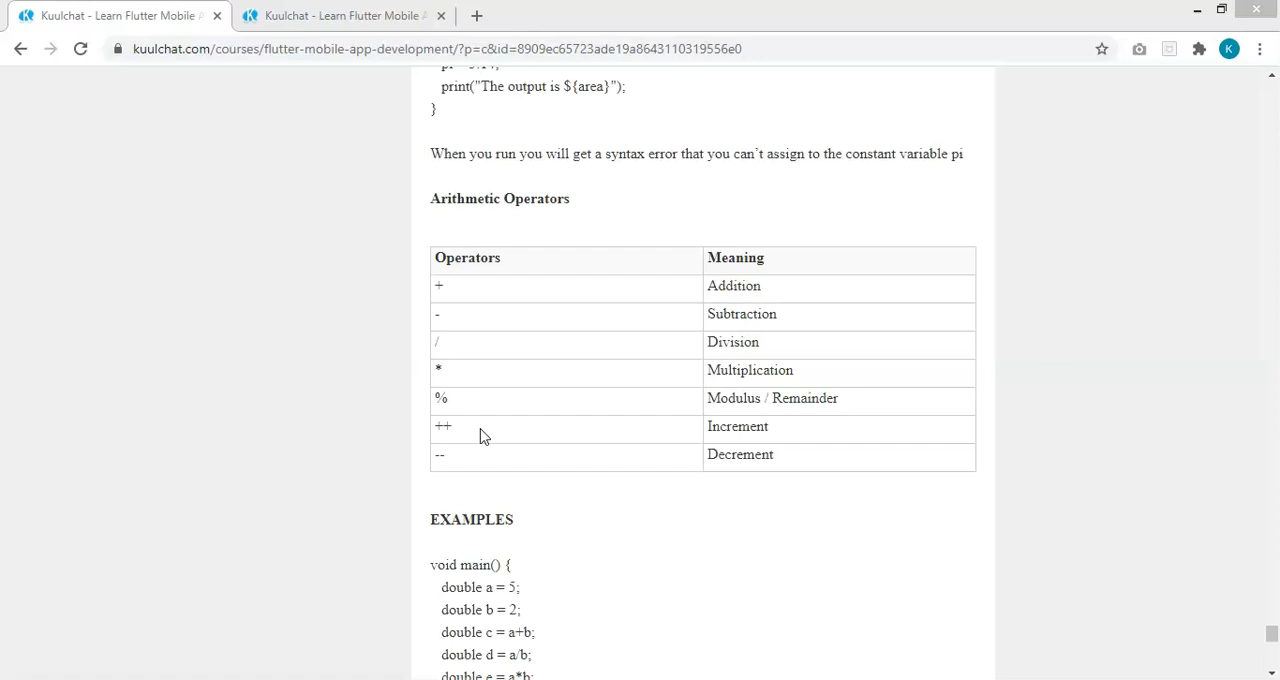 Kuulchat - Learn Flutter Mobile A
Kuulchat - Learn Flutter Mobile A
kuulchat.com/courses/flutter-mobile-app-development/?p=c&id=8909ec65723ade19a8643110319556e0
K
print("The output is ${area}");
}
When you run you will get a syntax error that you can't assign to the constant variable pi
Arithmetic Operators
Operators Meaning
+ Addition
- Subtraction
/ Division
* Multiplication
% Modulus / Remainder
++ Increment
-- Decrement
EXAMPLES
void main() {
double a = 5;
double b = 2;
double c = a+b;
double d = a/b;
double e = a*b;